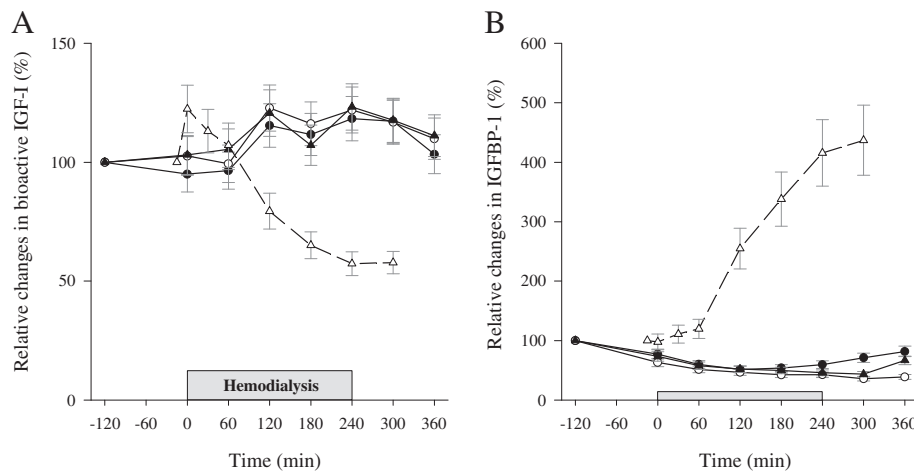 A
Relative changes in bioactive IGF-I (%)
150
100
50
0
Hemodialysis
-120 -60 0 60 120 180 240 300 360
Time (min)
B
Relative changes in IGFBP-1 (%)
600
500
400
300
200
100
0
-120 -60 0 60 120 180 240 300 360
Time (min)